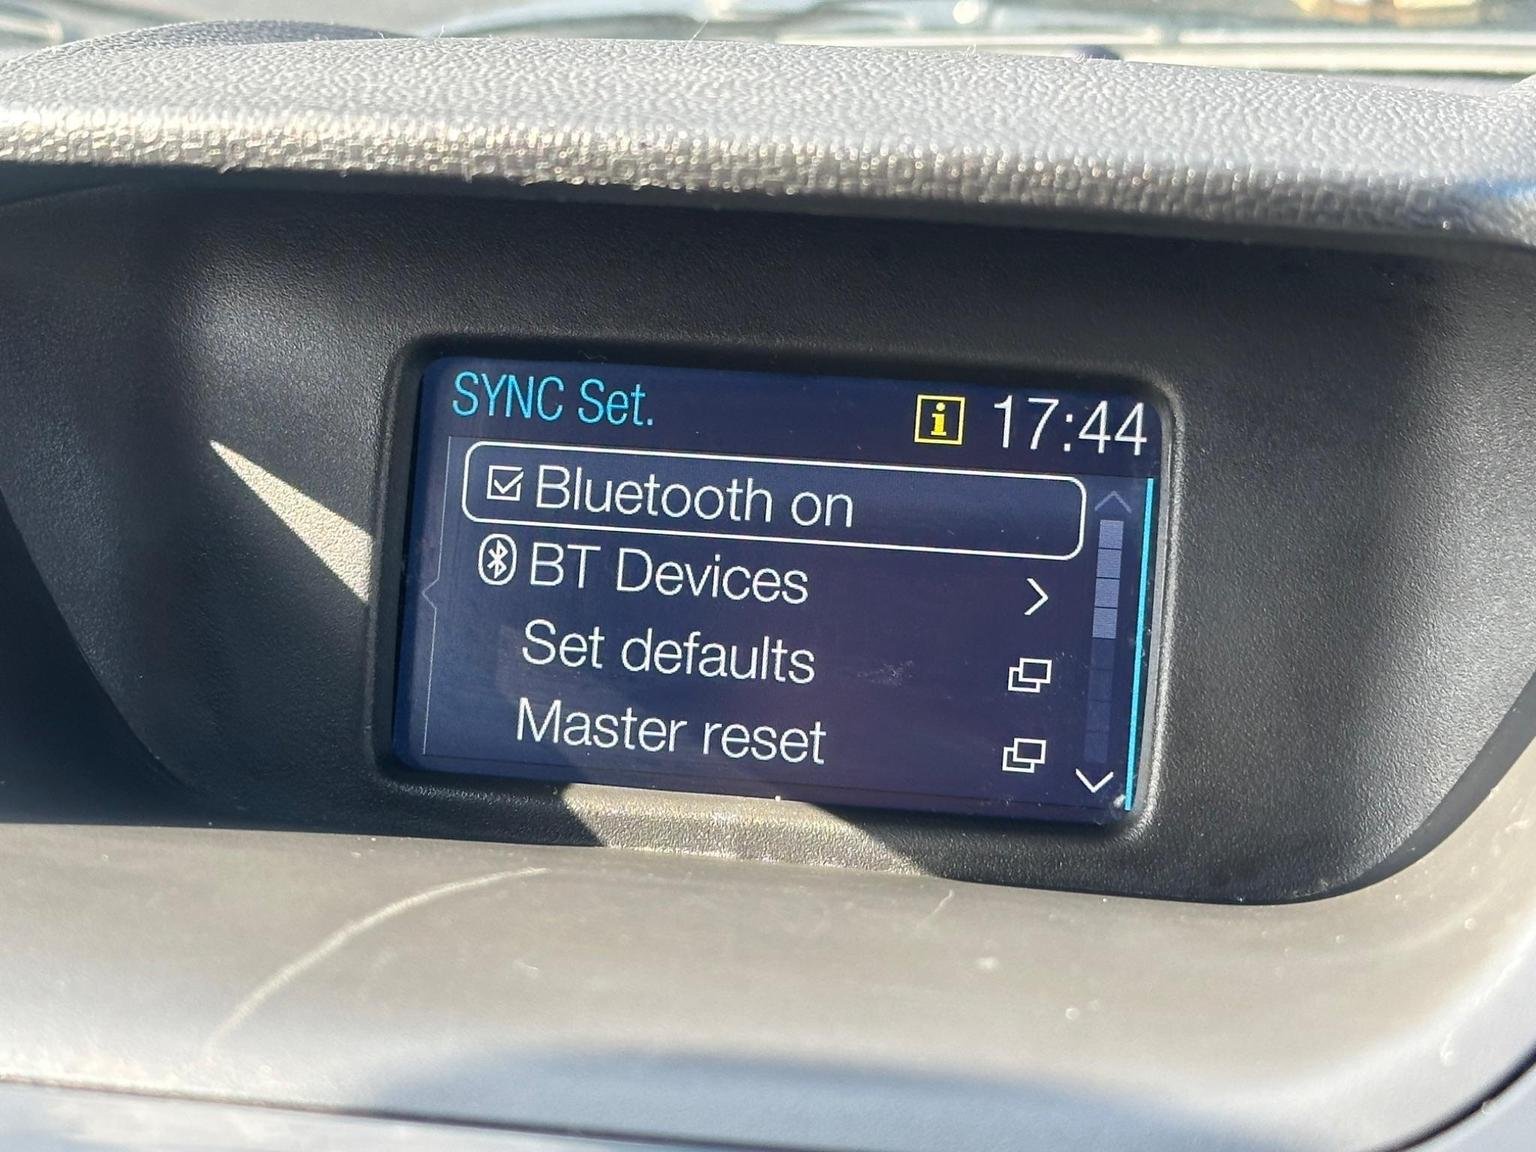 SYNC Set.
i 17:44
Bluetooth on
BT Devices
Set defaults
Master reset